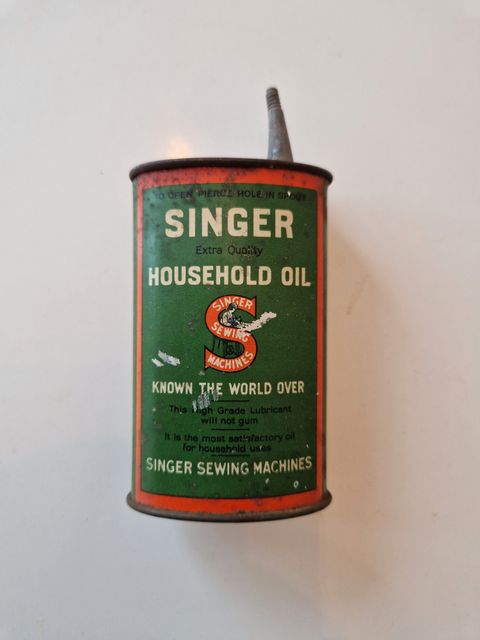 TO OPEN PIERCE HOLE IN SPOUT
SINGER
Extra Quality
HOUSEHOLD OIL
SINGER
SEWING
MACHINES
KNOWN THE WORLD OVER
This High Grade Lubricant
will not gum
It is the most satisfactory oil
for household uses
SINGER SEWING MACHINES